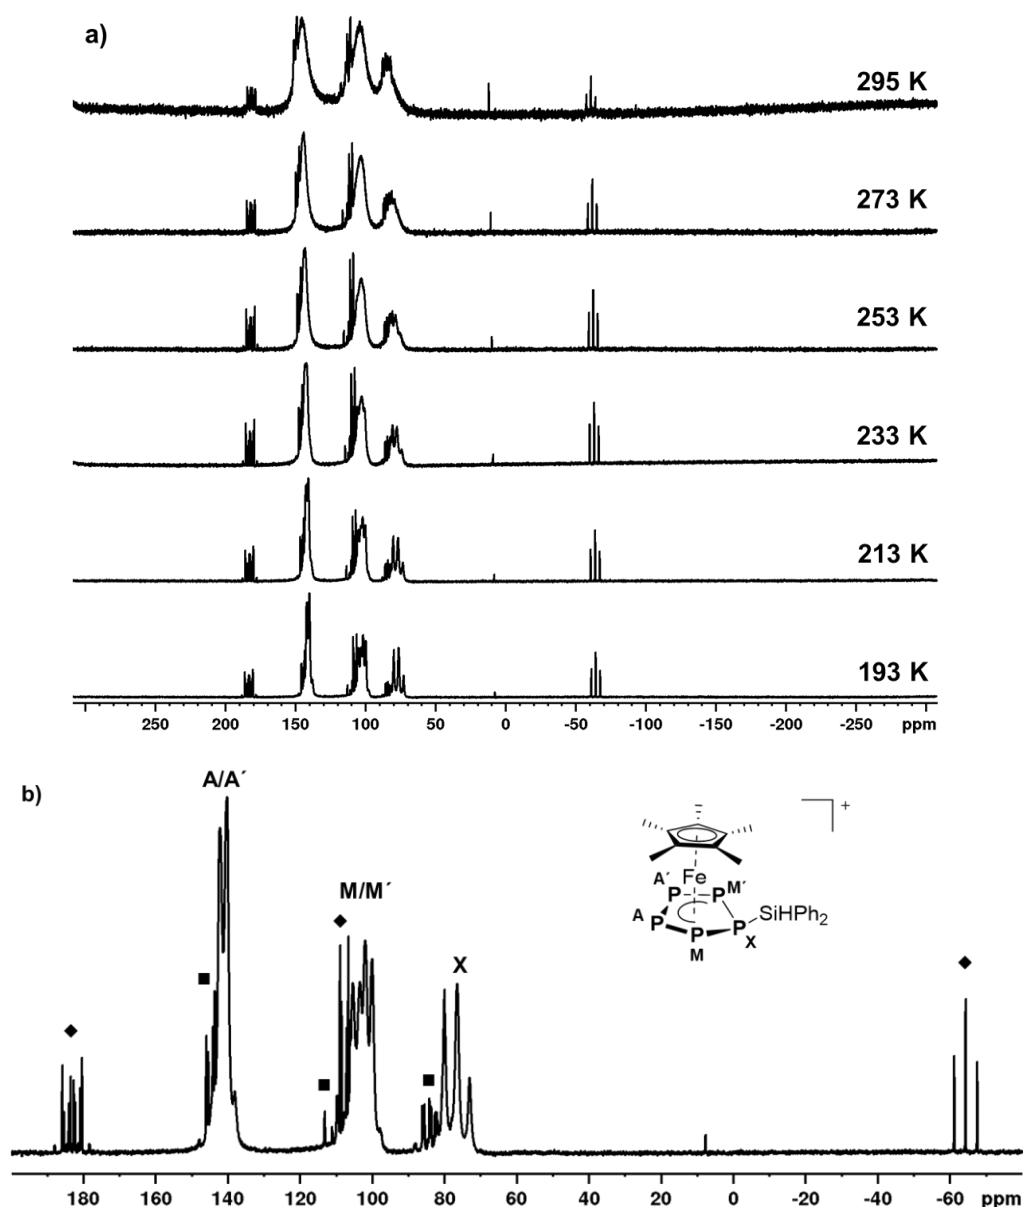 a)
295 K
273 K
253 K
233 K
213 K
193 K
250 200 150 100 50 0 -50 -100 -150 -200 -250 ppm
b)
A/A´
M/M´
X
+
Fe
A´ P P M´
A P P P X SiHPh2
M
180 160 140 120 100 80 60 40 20 0 -20 -40 -60 ppm